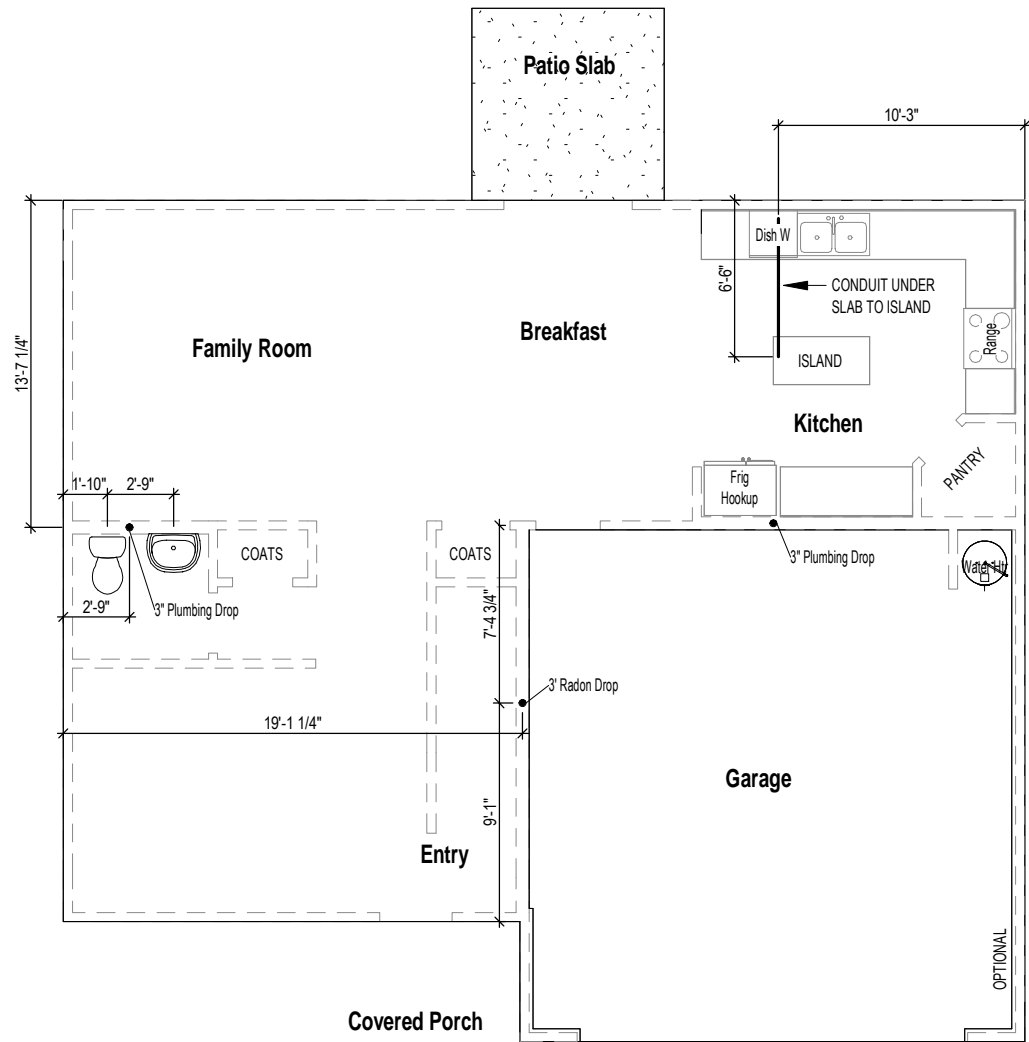 Patio Slab
10'-3"
Dish W
6'-6"
CONDUIT UNDER
SLAB TO ISLAND
Range
Family Room
Breakfast
ISLAND
13'-7 1/4"
Kitchen
PANTRY
1'-10"
2'-9"
Frig
Hookup
COATS
COATS
3" Plumbing Drop
Water Htr
2'-9"
3" Plumbing Drop
7'-4 3/4"
3' Radon Drop
19'-1 1/4"
Garage
9'-1"
Entry
OPTIONAL
Covered Porch